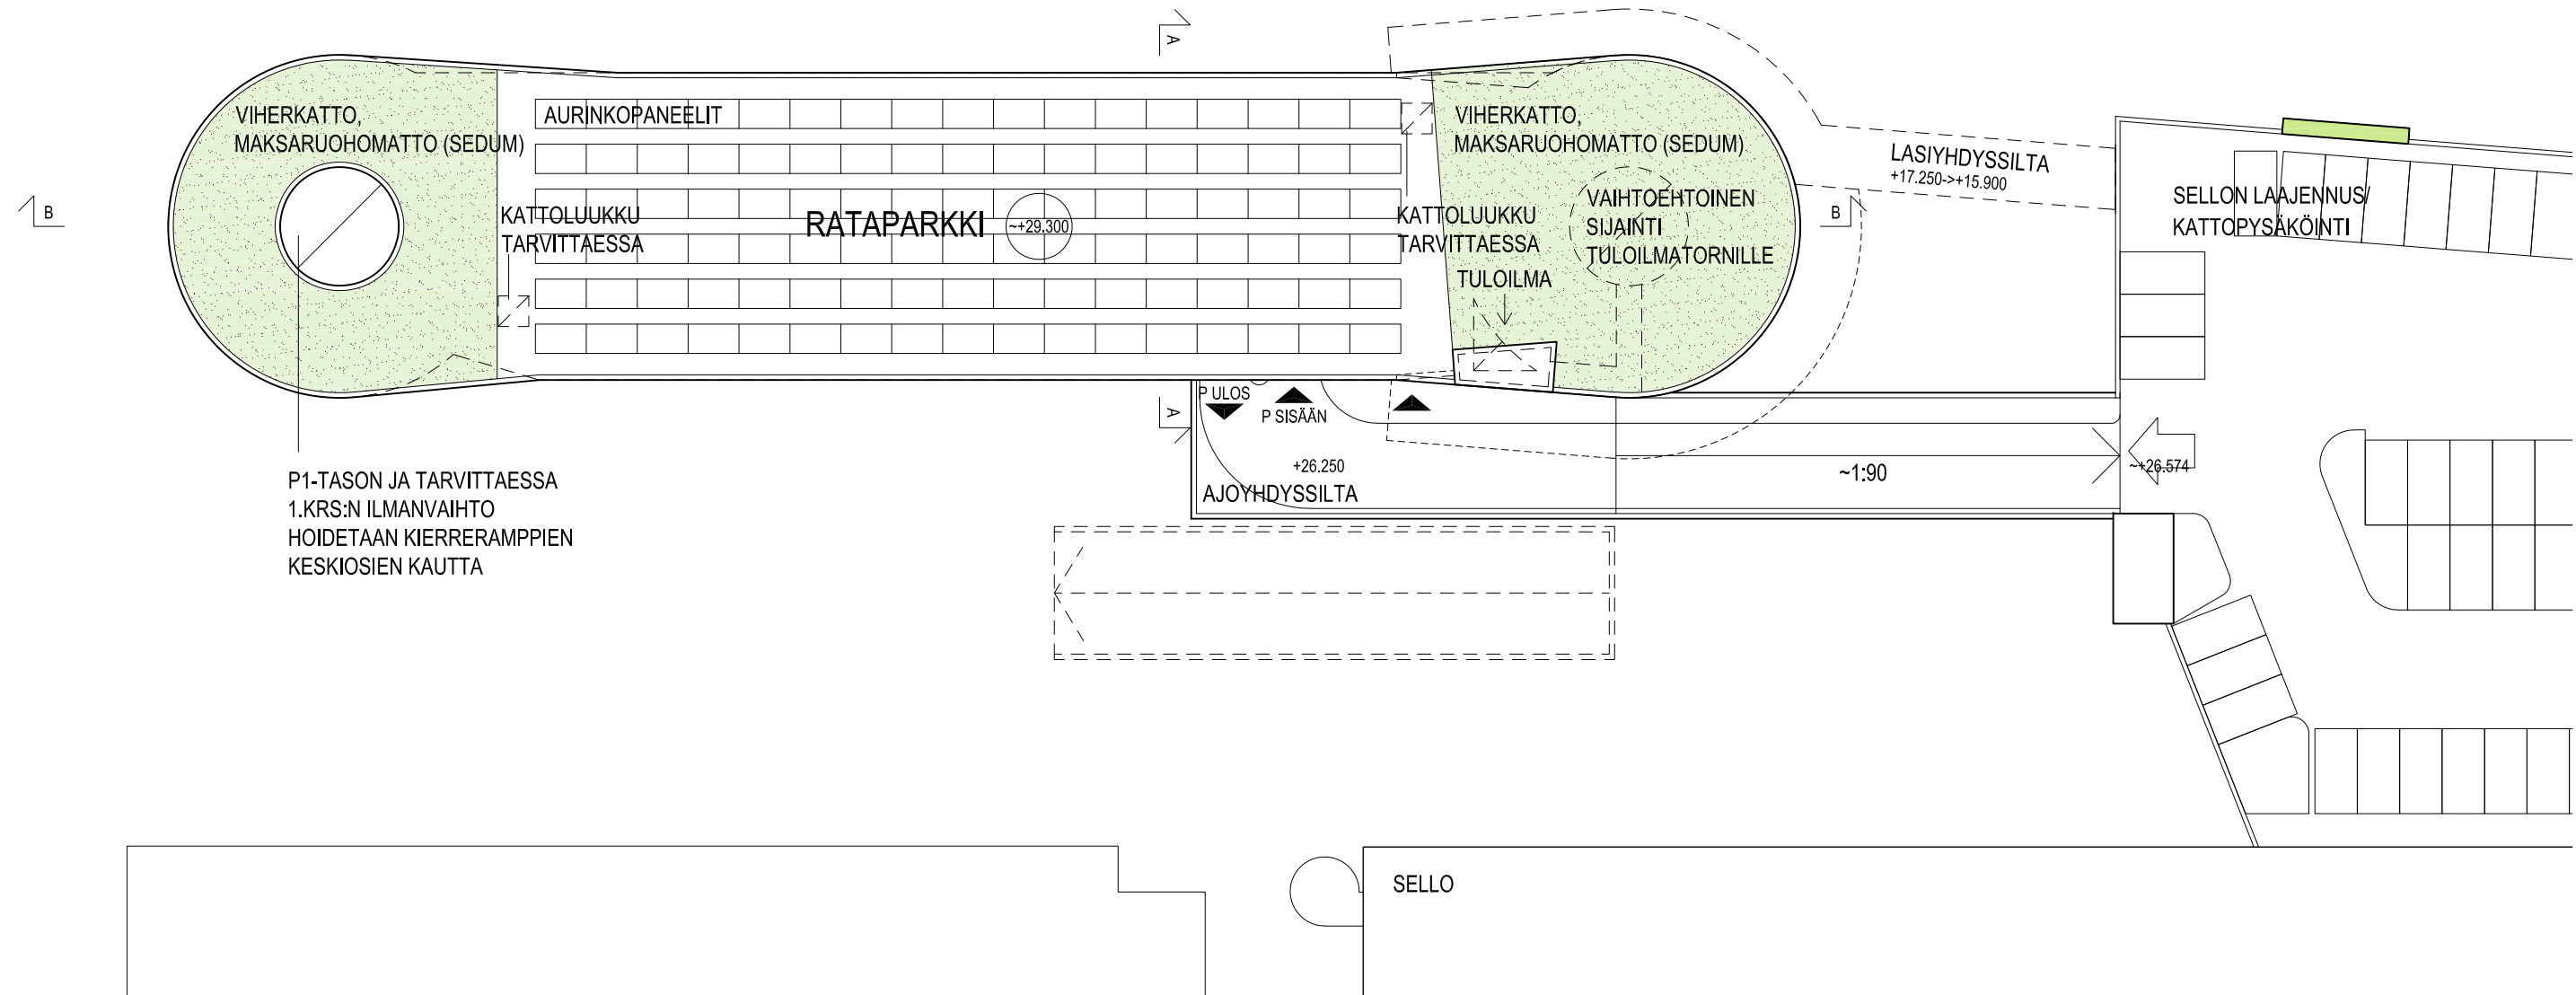 A
VIHERKATTO,
MAKSARUOHOMATTO (SEDUM)
AURINKOPANEELIT
VIHERKATTO,
MAKSARUOHOMATTO (SEDUM)
LASIYHDYSSILTA
+17.250->+15.900
SELLON LAAJENNUS/
KATTOPYSÄKÖINTI
B
KATTOLUUKKU
TARVITTAESSA
RATAPARKKI
~+29.300
KATTOLUUKKU
TARVITTAESSA
VAIHTOEHTOINEN
SIJAINTI
TULOILMATORNILLE
B
TULOILMA
A
P ULOS
P SISÄÄN
+26.250
AJOYHDYSSILTA
~1:90
~+26.574
P1-TASON JA TARVITTAESSA
1.KRS:N ILMANVAIHTO
HOIDETAAN KIERRERAMPPIEN
KESKIOSIEN KAUTTA
SELLO